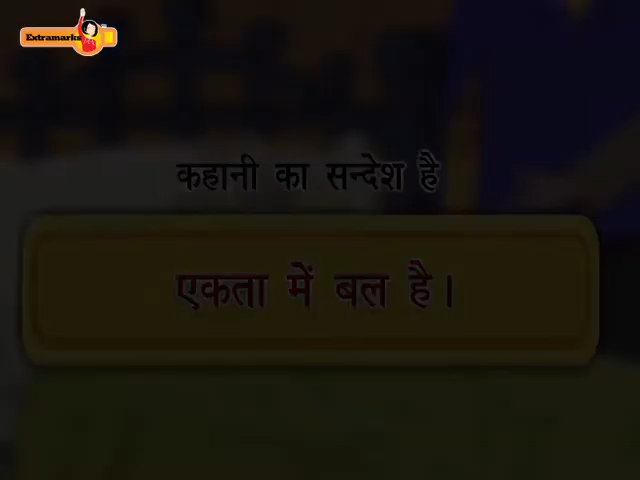 Extramarks
कहानी का सन्देश है
एकता में बल है।